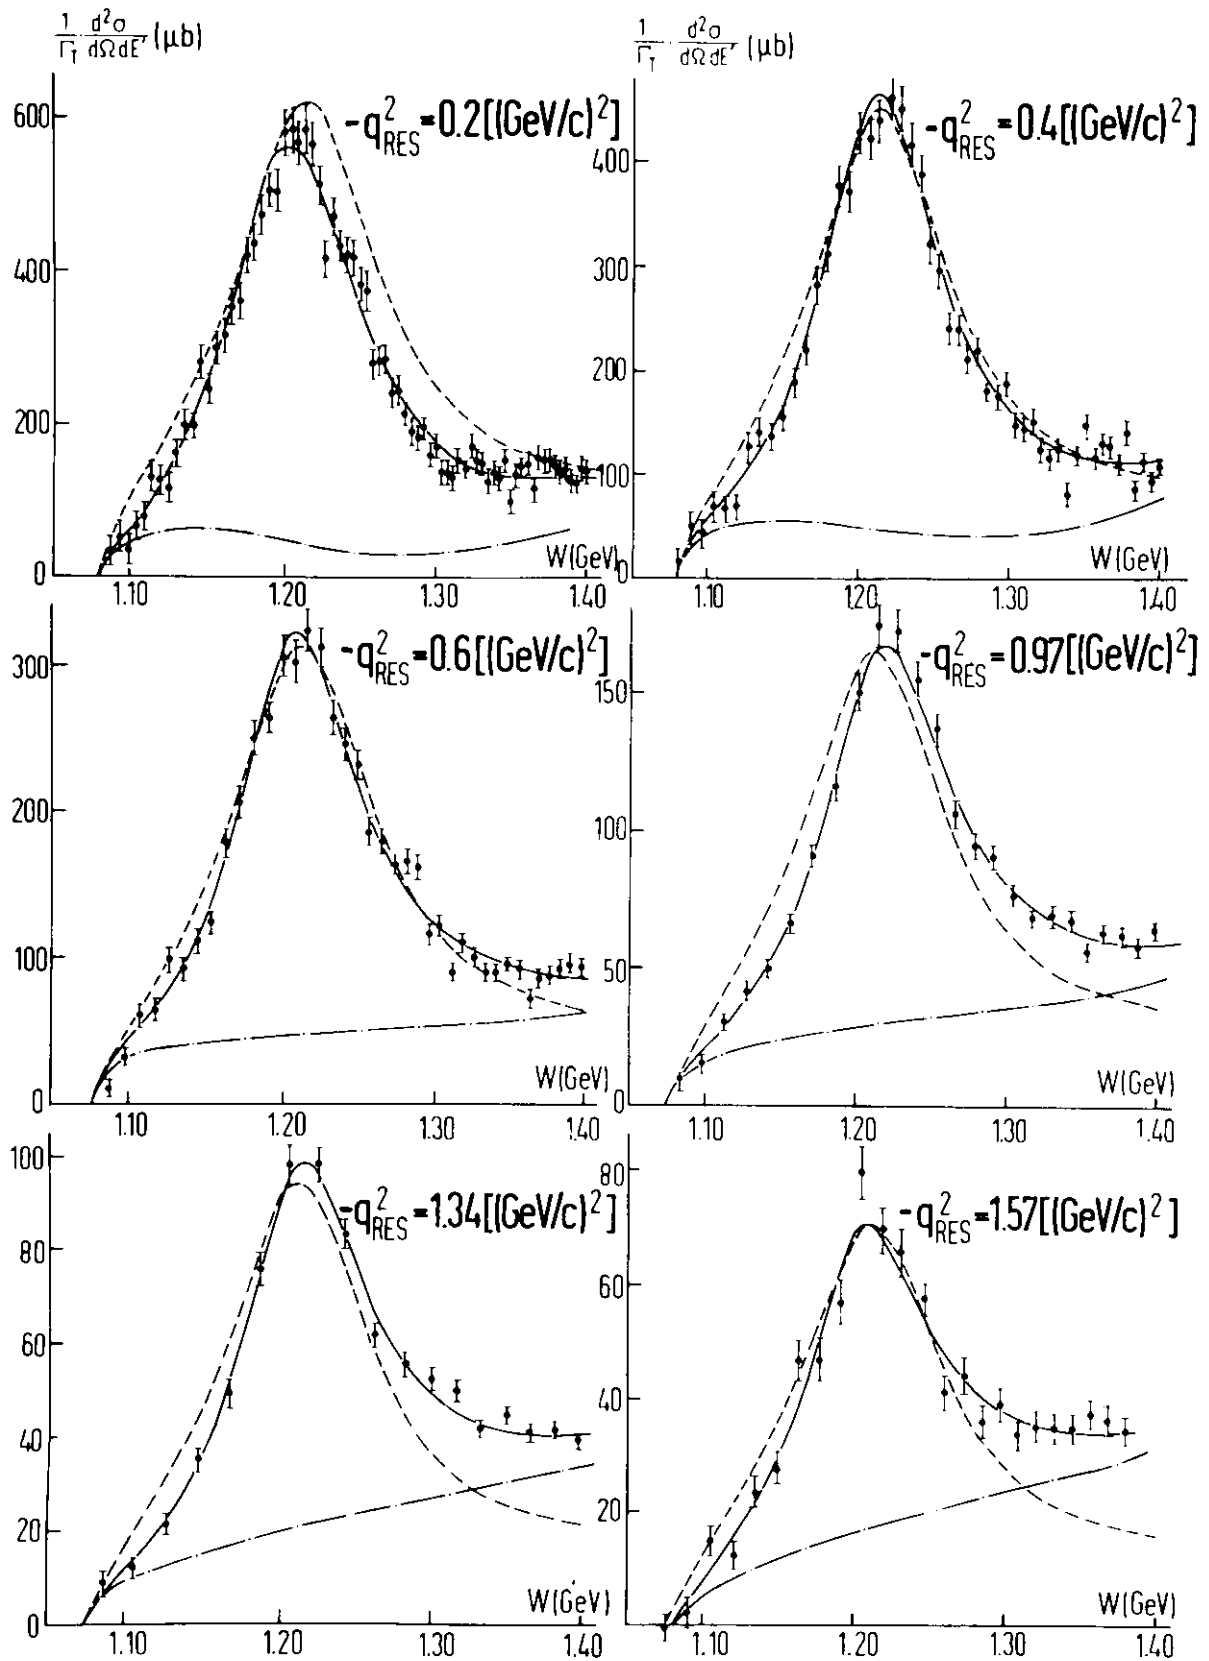 1/Γ_T · d²σ/dΩdE' (μb)
600
400
200
0
-q²_RES = 0.2[(GeV/c)²]
W(GeV)
1.10 1.20 1.30 1.40
1/Γ_T · d²σ/dΩdE' (μb)
400
300
200
100
0
-q²_RES = 0.4[(GeV/c)²]
W(GeV)
1.10 1.20 1.30 1.40
300
200
100
0
-q²_RES = 0.6[(GeV/c)²]
W(GeV)
1.10 1.20 1.30 1.40
150
100
50
0
-q²_RES = 0.97[(GeV/c)²]
W(GeV)
1.10 1.20 1.30 1.40
100
80
60
40
20
0
-q²_RES = 1.34[(GeV/c)²]
W(GeV)
1.10 1.20 1.30 1.40
80
60
40
20
-q²_RES = 1.57[(GeV/c)²]
W(GeV)
1.10 1.20 1.30 1.40